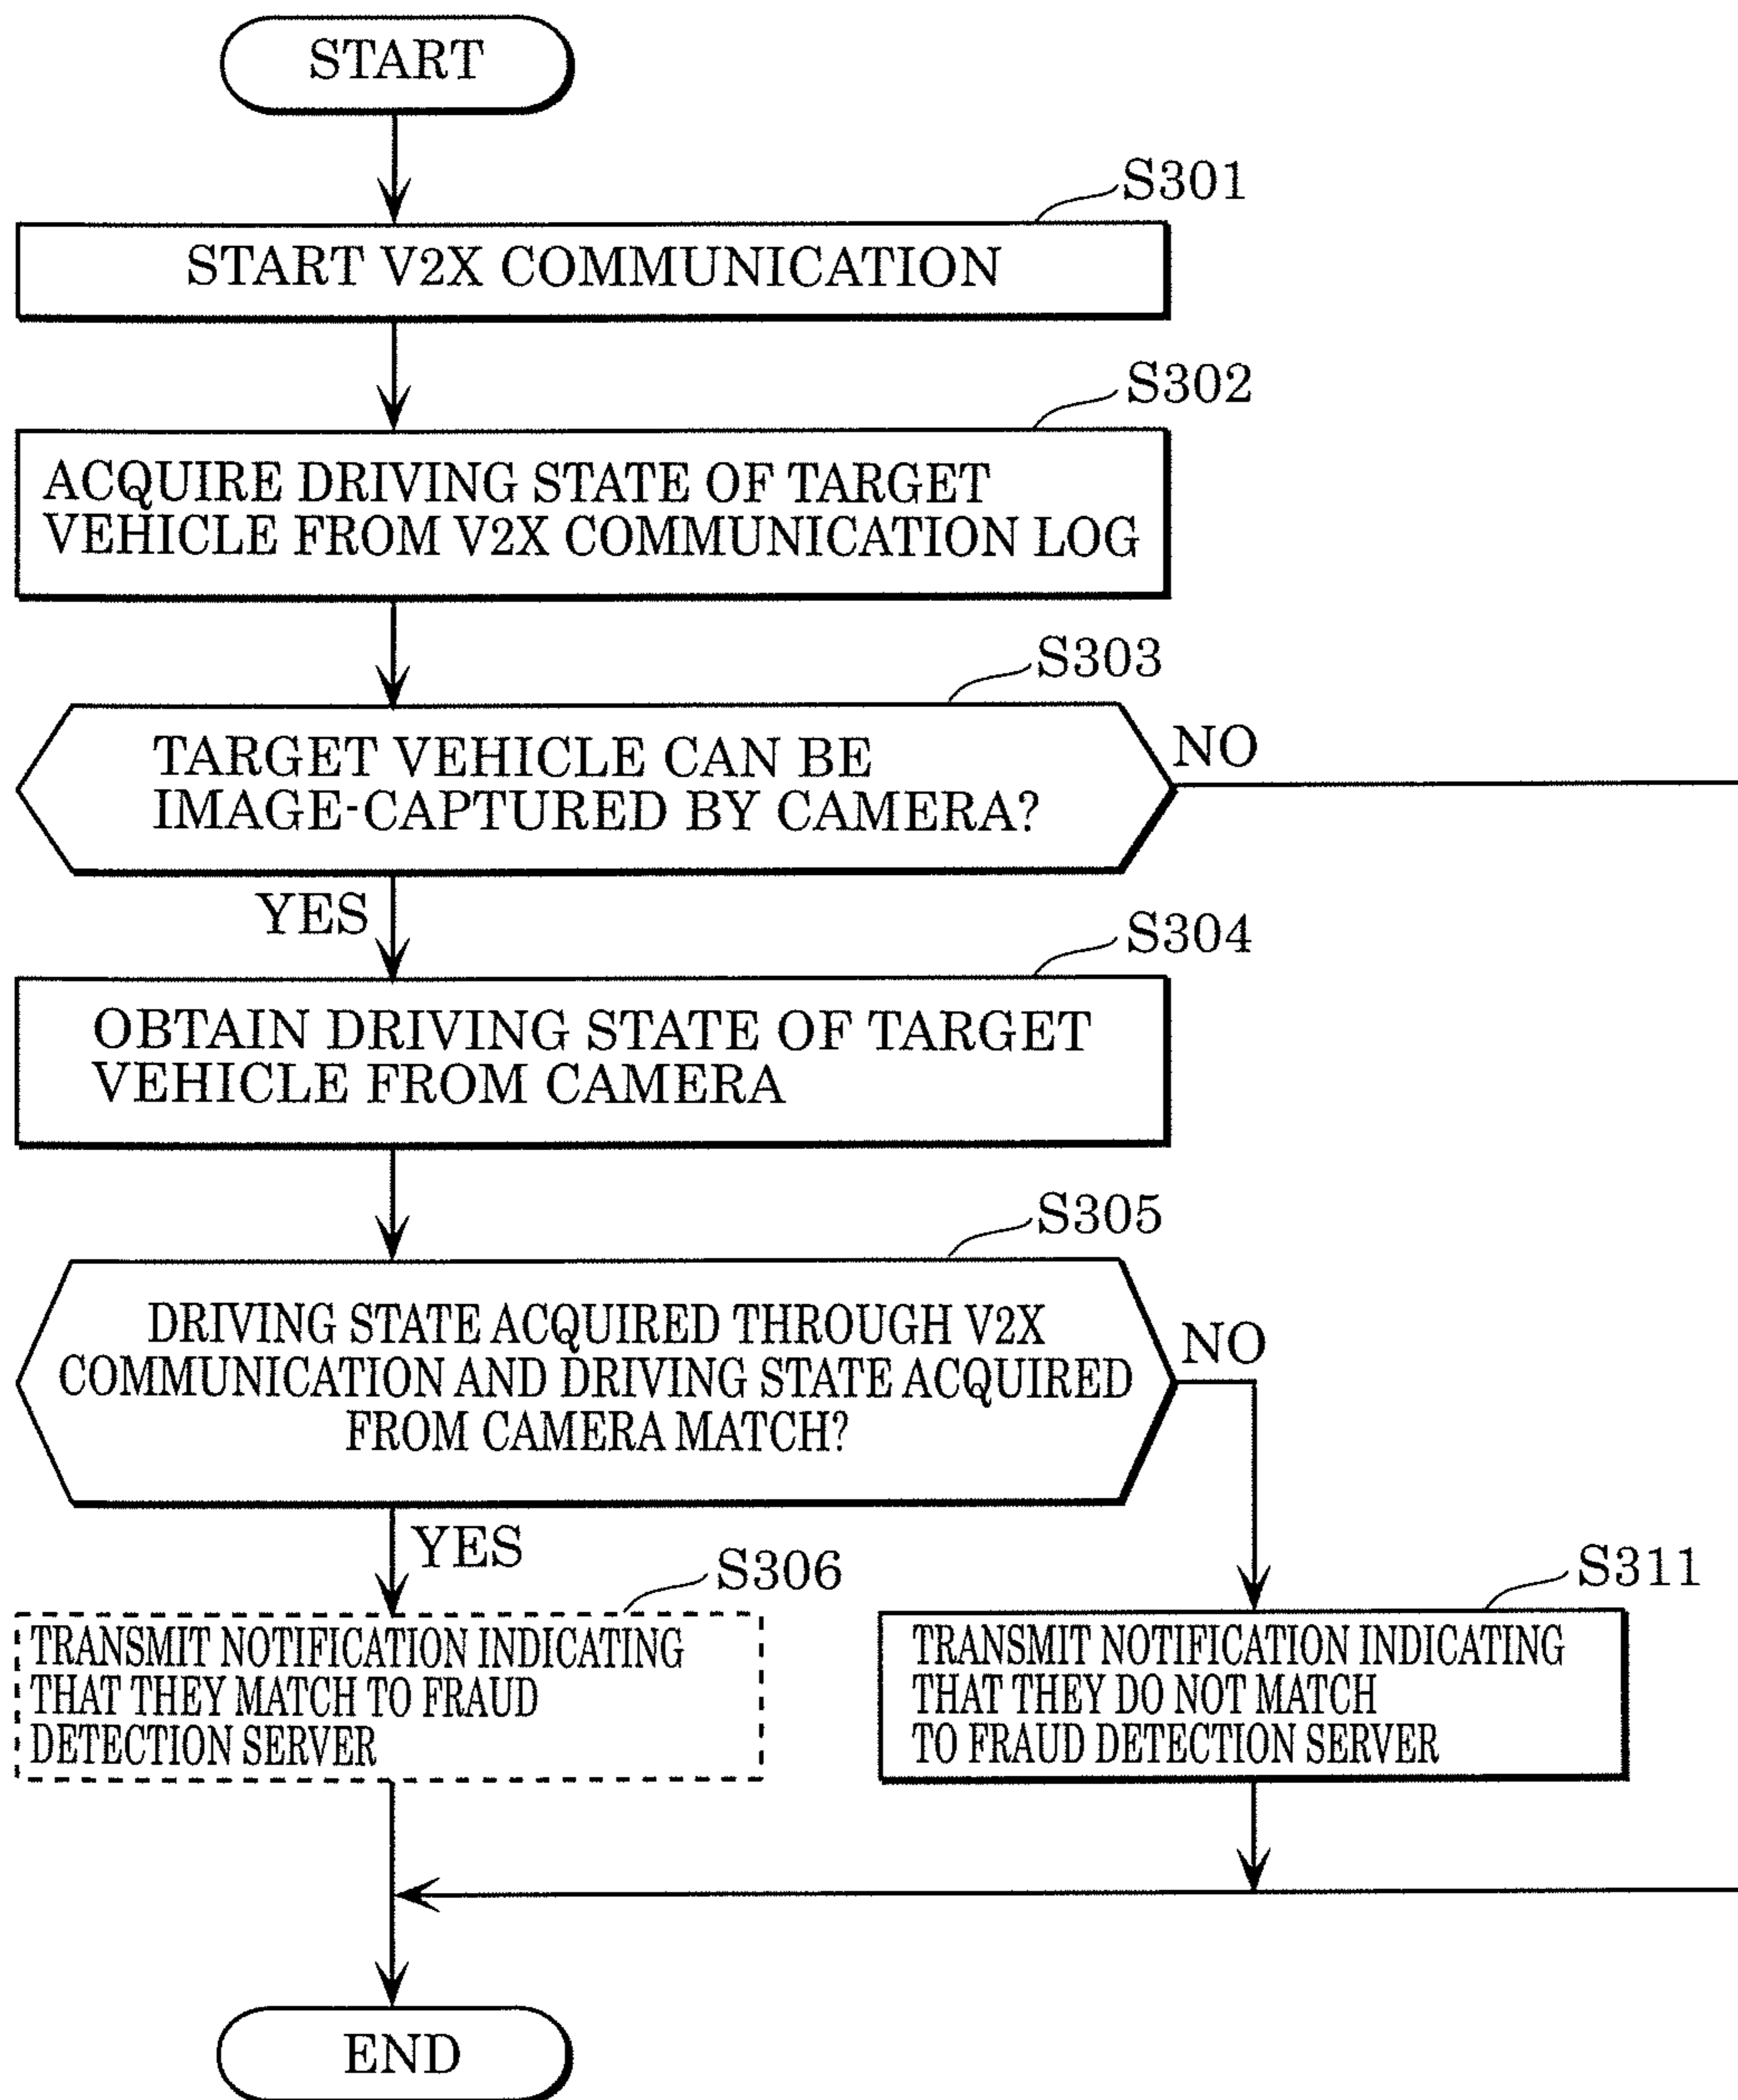 START
S301
START V2X COMMUNICATION
S302
ACQUIRE DRIVING STATE OF TARGET
VEHICLE FROM V2X COMMUNICATION LOG
S303
TARGET VEHICLE CAN BE
IMAGE-CAPTURED BY CAMERA?
NO
YES
S304
OBTAIN DRIVING STATE OF TARGET
VEHICLE FROM CAMERA
S305
DRIVING STATE ACQUIRED THROUGH V2X
COMMUNICATION AND DRIVING STATE ACQUIRED
FROM CAMERA MATCH?
NO
YES
S306
TRANSMIT NOTIFICATION INDICATING
THAT THEY MATCH TO FRAUD
DETECTION SERVER
S311
TRANSMIT NOTIFICATION INDICATING
THAT THEY DO NOT MATCH
TO FRAUD DETECTION SERVER
END